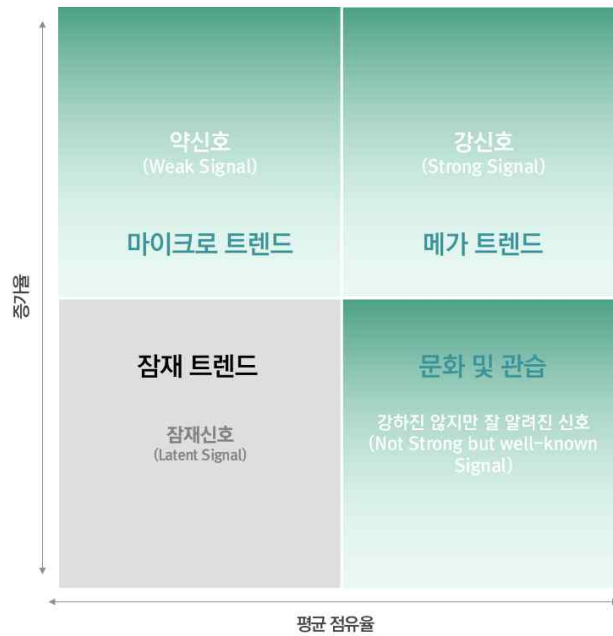 약신호
(Weak Signal)
마이크로 트렌드
강신호
(Strong Signal)
메가 트렌드
증가율
잠재 트렌드
잠재신호
(Latent Signal)
문화 및 관습
강하진 않지만 잘 알려진 신호
(Not Strong but well-known
Signal)
평균 점유율